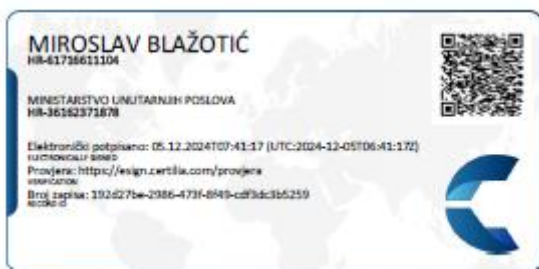 MIROSLAV BLAŽOTIĆ
HR-61716611104
MINISTARSTVO UNUTARNJIH POSLOVA
HR-36162371878
Elektronički potpisano: 05.12.2024T07:41:17 (UTC:2024-12-05T06:41:17Z)
ELECTRONICALLY SIGNED
Provjera: https://esign.certilia.com/provjera
VERIFICATION
Broj zapisa: 192d27be-2986-473f-8f49-cdf3dc3b5259
RECORD ID